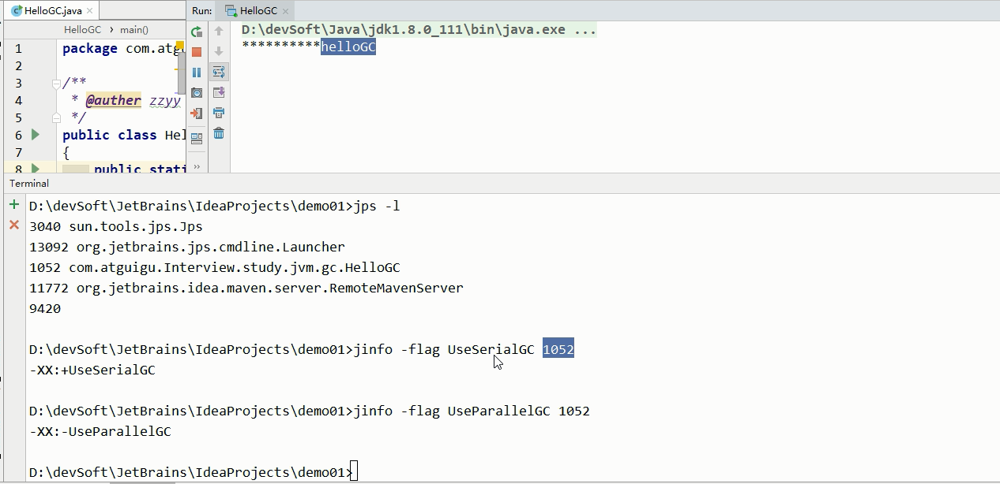 HelloGC.java
Run: HelloGC
HelloGC main()
1 package com.atg
2
3 /**
4 * @auther zzyy
5 */
6 public class Hel
7 {
8 public stati
D:\devSoft\Java\jdk1.8.0_111\bin\java.exe ...
**********helloGC
Terminal
D:\devSoft\JetBrains\IdeaProjects\demo01>jps -l
3040 sun.tools.jps.Jps
13092 org.jetbrains.jps.cmdline.Launcher
1052 com.atguigu.Interview.study.jvm.gc.HelloGC
11772 org.jetbrains.idea.maven.server.RemoteMavenServer
9420
D:\devSoft\JetBrains\IdeaProjects\demo01>jinfo -flag UseSerialGC 1052
-XX:+UseSerialGC
D:\devSoft\JetBrains\IdeaProjects\demo01>jinfo -flag UseParallelGC 1052
-XX:-UseParallelGC
D:\devSoft\JetBrains\IdeaProjects\demo01>